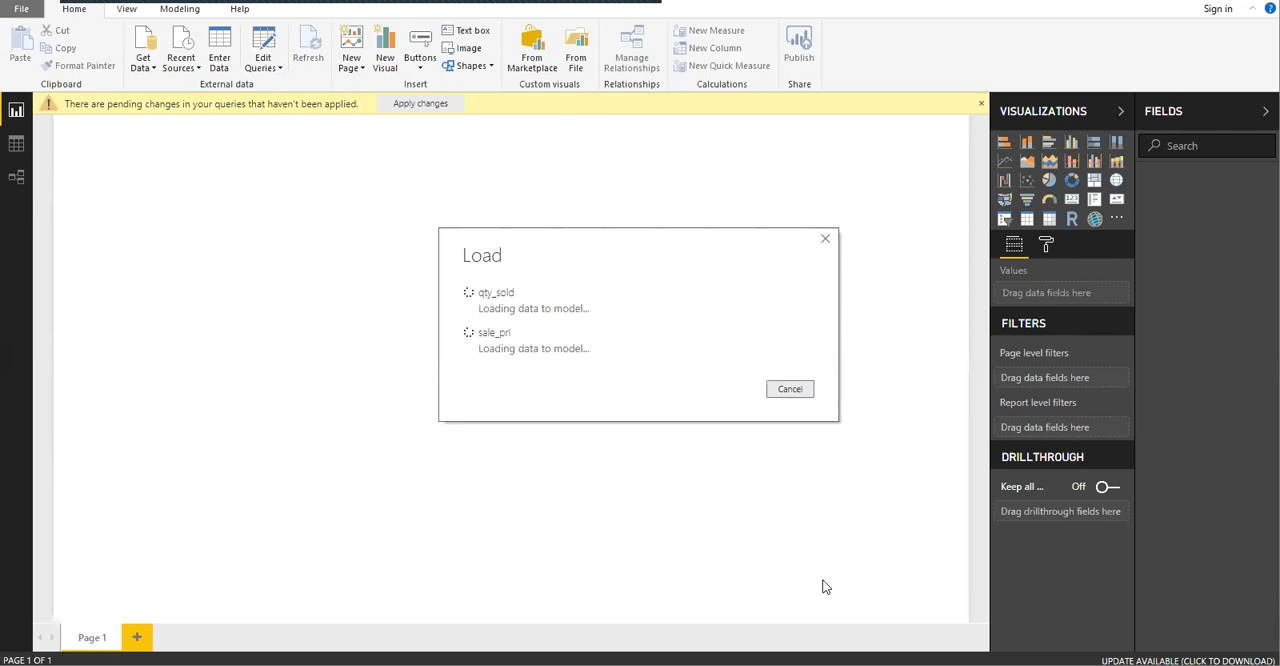 File Home View Modeling Help Sign in
Paste
Cut
Copy
Format Painter
Clipboard
Get Data
Recent Sources
Enter Data
Edit Queries
Refresh
External data
New Page
New Visual
Buttons
Text box
Image
Shapes
Insert
From Marketplace
From File
Custom visuals
Manage Relationships
Relationships
New Measure
New Column
New Quick Measure
Calculations
Publish
Share
There are pending changes in your queries that haven't been applied. Apply changes
VISUALIZATIONS
FIELDS
Search
Load
qty_sold
Loading data to model...
sale_pri
Loading data to model...
Cancel
123
R
Values
Drag data fields here
FILTERS
Page level filters
Drag data fields here
Report level filters
Drag data fields here
DRILLTHROUGH
Keep all ... Off
Drag drillthrough fields here
Page 1
PAGE 1 OF 1
UPDATE AVAILABLE (CLICK TO DOWNLOAD)